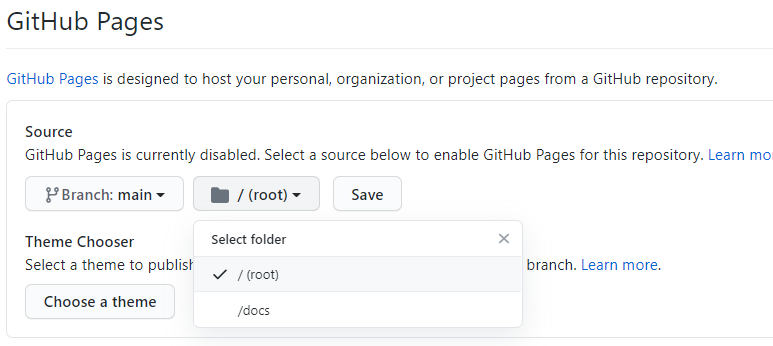 GitHub Pages
GitHub Pages is designed to host your personal, organization, or project pages from a GitHub repository.
Source
GitHub Pages is currently disabled. Select a source below to enable GitHub Pages for this repository. Learn
Branch: main / (root) Save
Select folder
Theme Chooser
Select a theme to branch. Learn more.
/ (root)
Choose a theme
/docs